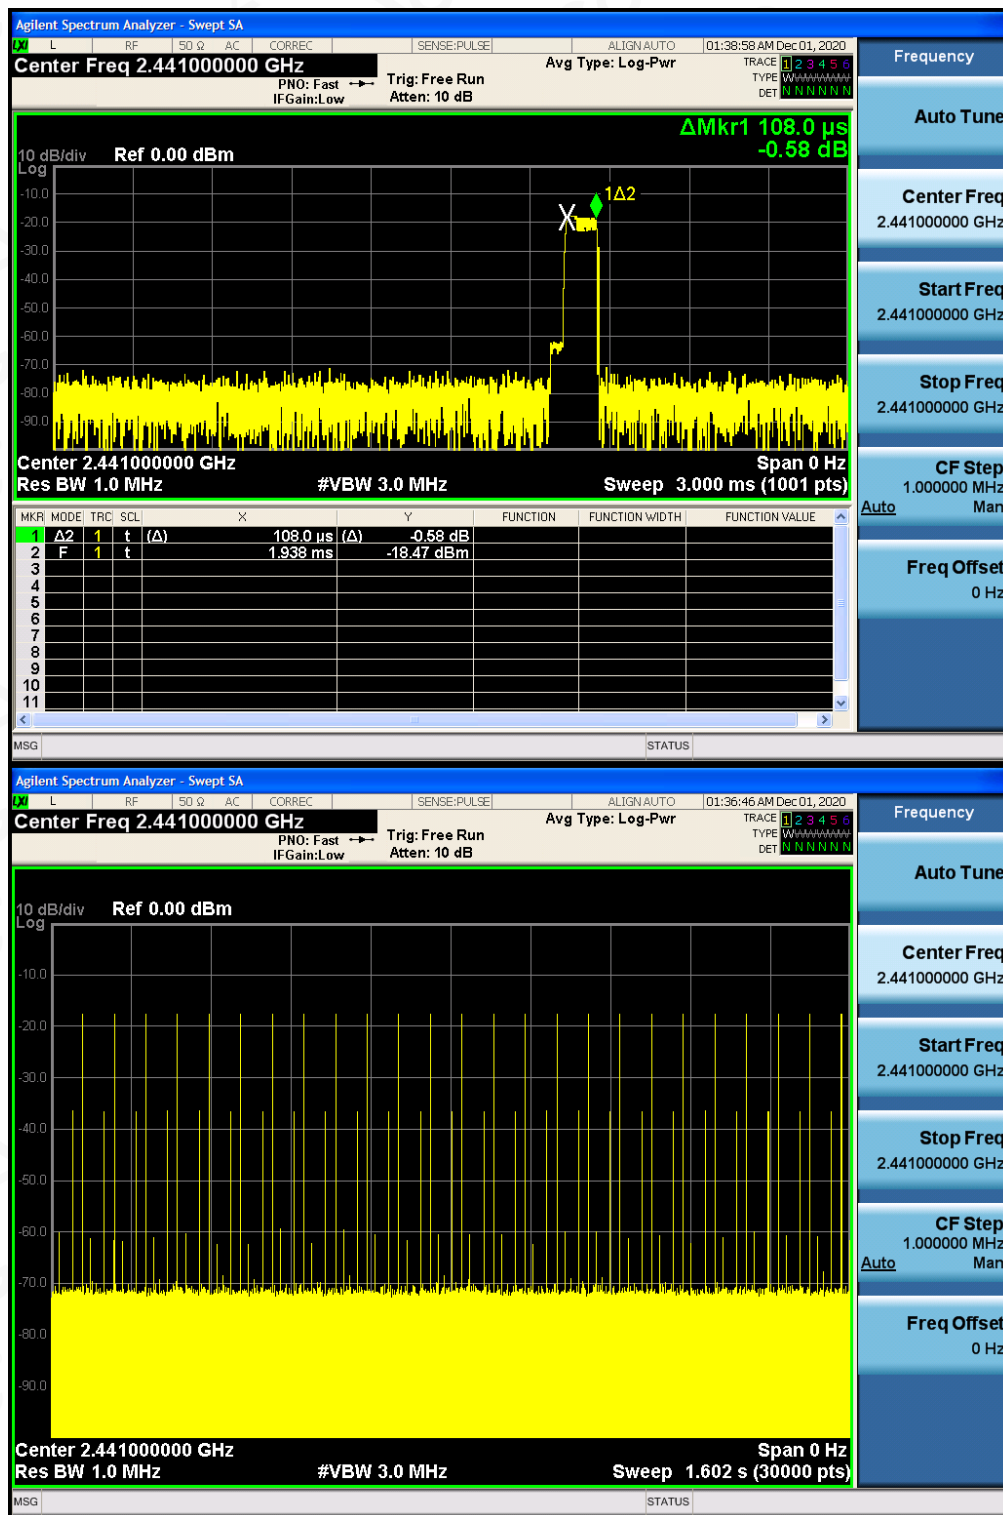 Agilent Spectrum Analyzer - Swept SA
LXI L RF 50 Ω AC CORREC SENSE:PULSE ALIGN AUTO 01:38:58 AM Dec 01, 2020
Center Freq 2.441000000 GHz
PNO: Fast
IFGain:Low
Trig: Free Run
Atten: 10 dB
Avg Type: Log-Pwr
TRACE 1 2 3 4 5 6
TYPE W
DET N N N N N N
ΔMkr1 108.0 µs
-0.58 dB
10 dB/div Ref 0.00 dBm
Log
-10.0
-20.0
-30.0
-40.0
-50.0
-60.0
-70.0
-80.0
-90.0
X
1Δ2
Center 2.441000000 GHz Span 0 Hz
Res BW 1.0 MHz #VBW 3.0 MHz Sweep 3.000 ms (1001 pts)
MKR MODE TRC SCL X Y FUNCTION FUNCTION WIDTH FUNCTION VALUE
1 Δ2 1 t (Δ) 108.0 µs (Δ) -0.58 dB
2 F 1 t 1.938 ms -18.47 dBm
3
4
5
6
7
8
9
10
11
MSG STATUS
Frequency
Auto Tune
Center Freq
2.441000000 GHz
Start Freq
2.441000000 GHz
Stop Freq
2.441000000 GHz
CF Step
1.000000 MHz
Auto Man
Freq Offset
0 Hz
Agilent Spectrum Analyzer - Swept SA
LXI L RF 50 Ω AC CORREC SENSE:PULSE ALIGN AUTO 01:36:46 AM Dec 01, 2020
Center Freq 2.441000000 GHz
PNO: Fast
IFGain:Low
Trig: Free Run
Atten: 10 dB
Avg Type: Log-Pwr
TRACE 1 2 3 4 5 6
TYPE W
DET N N N N N N
10 dB/div Ref 0.00 dBm
Log
-10.0
-20.0
-30.0
-40.0
-50.0
-60.0
-70.0
-80.0
-90.0
Center 2.441000000 GHz Span 0 Hz
Res BW 1.0 MHz #VBW 3.0 MHz Sweep 1.602 s (30000 pts)
MSG STATUS
Frequency
Auto Tune
Center Freq
2.441000000 GHz
Start Freq
2.441000000 GHz
Stop Freq
2.441000000 GHz
CF Step
1.000000 MHz
Auto Man
Freq Offset
0 Hz